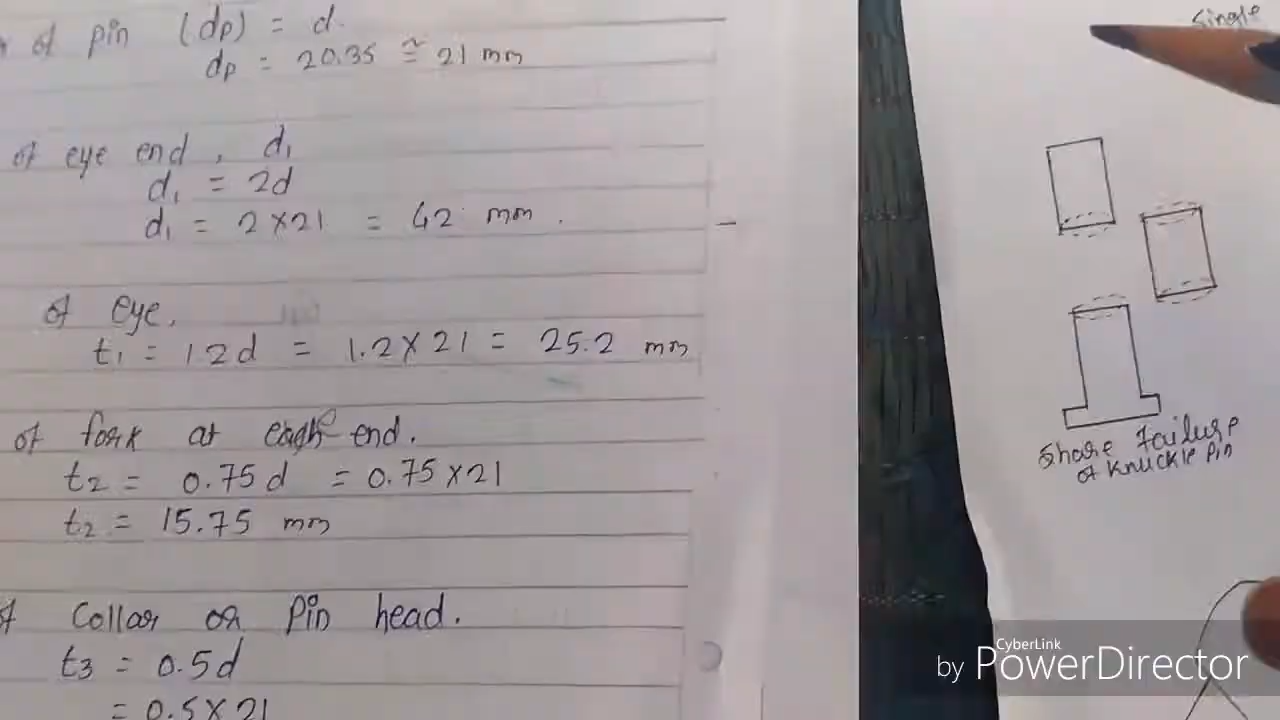 of pin (dp) = d.
dp = 20.35 ≅ 21 mm
of eye end, d1
d1 = 2d
d1 = 2×21 = 42 mm.
of eye.
t1 = 1 2d = 1.2×21 = 25.2 mm
of fork at each end.
t2 = 0.75d = 0.75×21
t2 = 15.75 mm
of Collar or Pin head.
t3 = 0.5d
= 0.5×21
Single
Share Failure
of Knuckle Pin
CyberLink
by PowerDirector